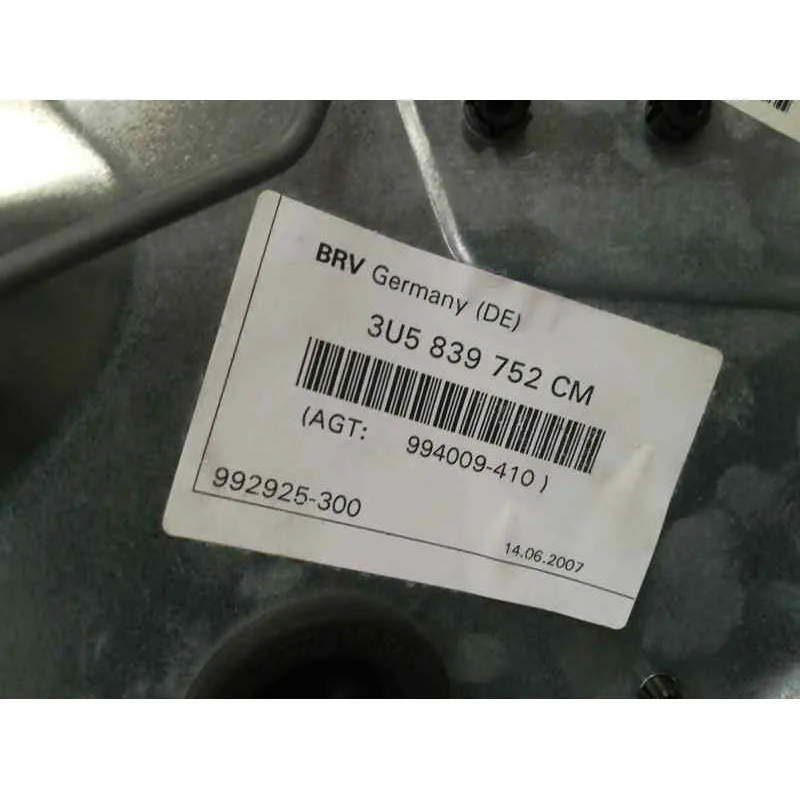 BRV Germany (DE)
3U5 839 752 CM
(AGT: 994009-410)
992925-300
14.06.2007